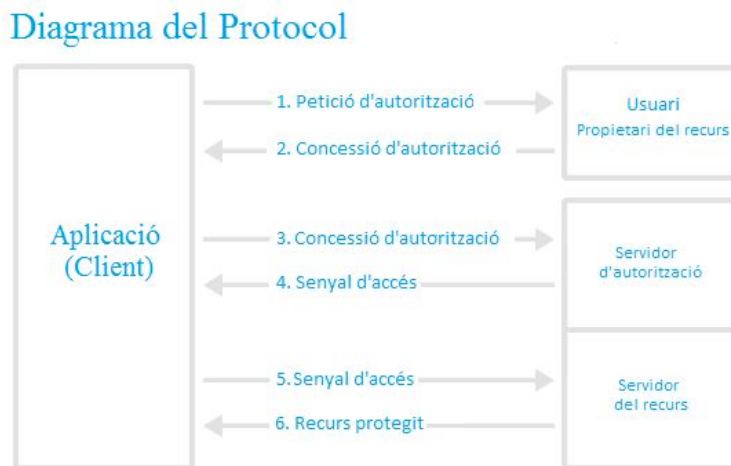 Diagrama del Protocol
1. Petició d'autorització
2. Concessió d'autorització
Usuari
Propietari del recurs
Aplicació
(Client)
3. Concessió d'autorització
4. Senyal d'accés
Servidor
d'autorització
5. Senyal d'accés
6. Recurs protegit
Servidor
del recurs